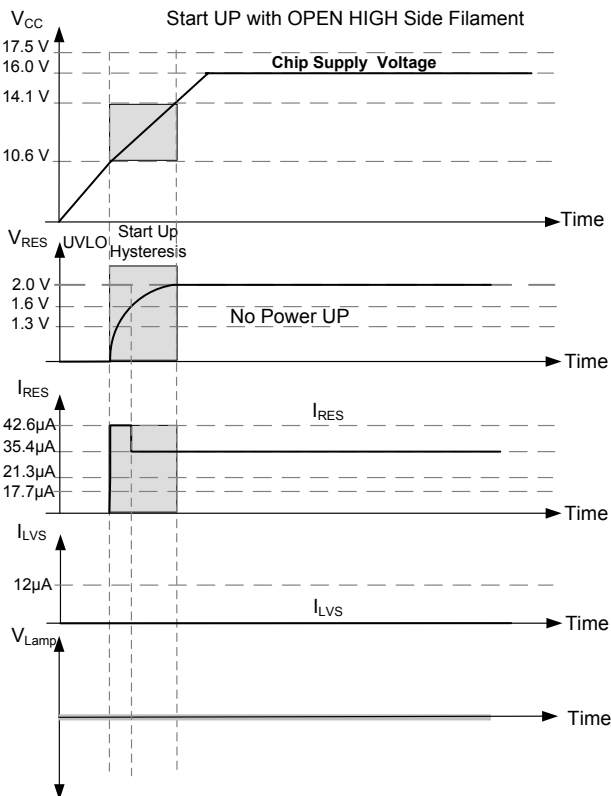 V_CC
Start UP with OPEN HIGH Side Filament
17.5 V
16.0 V
Chip Supply Voltage
14.1 V
10.6 V
Time
V_RES
UVLO
Start Up
Hysteresis
2.0 V
1.6 V
1.3 V
No Power UP
Time
I_RES
42.6µA
I_RES
35.4µA
21.3µA
17.7µA
Time
I_LVS
12µA
I_LVS
Time
V_Lamp
Time